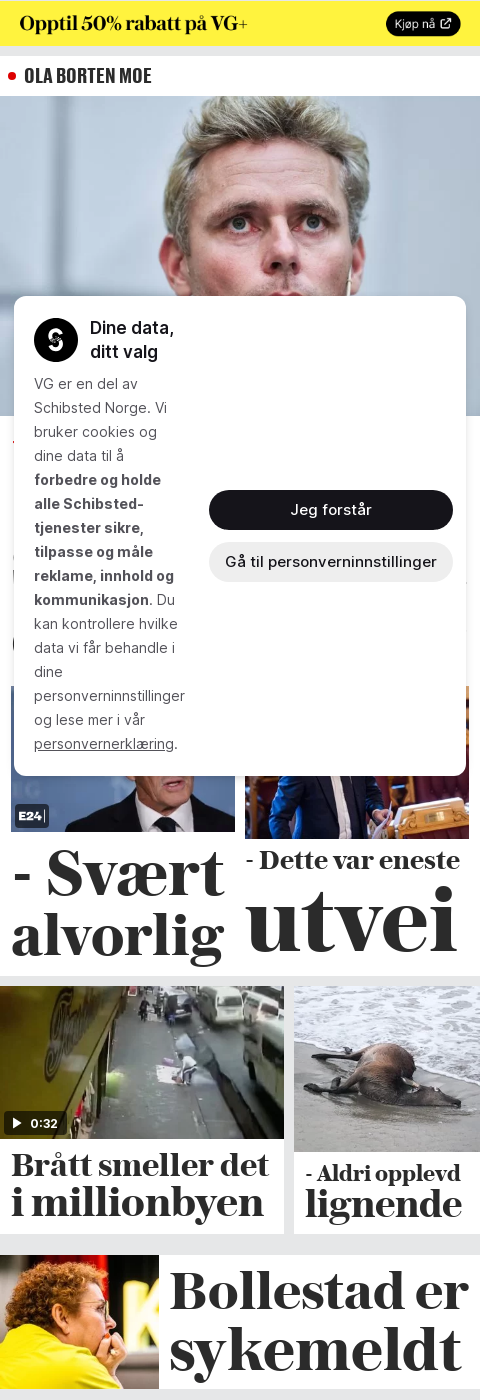 Opptil 50% rabatt på VG+
Kjøp nå
OLA BORTEN MOE
Dine data,
ditt valg
VG er en del av
Schibsted Norge. Vi
bruker cookies og
dine data til å
forbedre og holde
alle Schibsted-
tjenester sikre,
tilpasse og måle
reklame, innhold og
kommunikasjon. Du
kan kontrollere hvilke
data vi får behandle i
dine
personverninnstillinger
og lese mer i vår
personvernerklæring.
Jeg forstår
Gå til personverninnstillinger
E24
- Svært
alvorlig
- Dette var eneste
utvei
0:32
Brått smeller det
i millionbyen
- Aldri opplevd
lignende
Bollestad er
sykemeldt